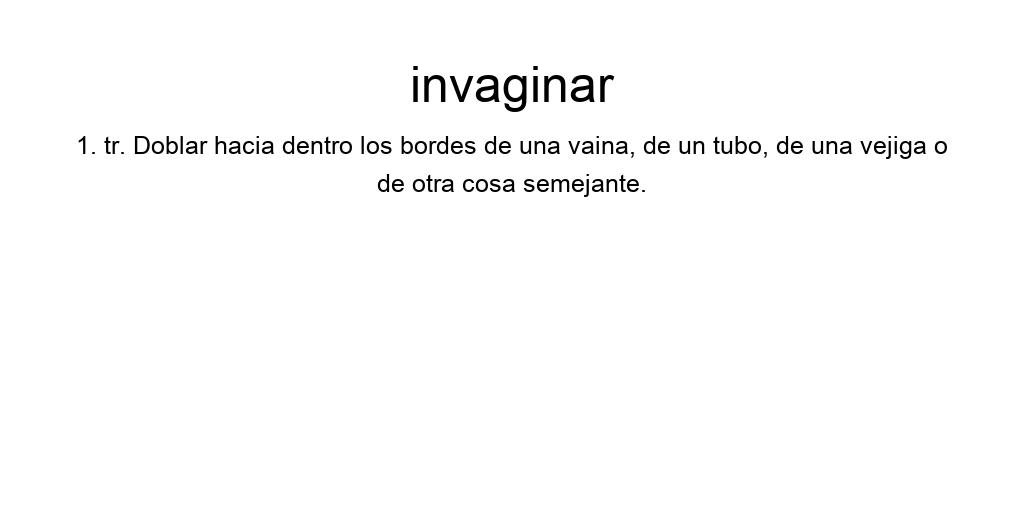 invaginar
1. tr. Doblar hacia dentro los bordes de una vaina, de un tubo, de una vejiga o
de otra cosa semejante.